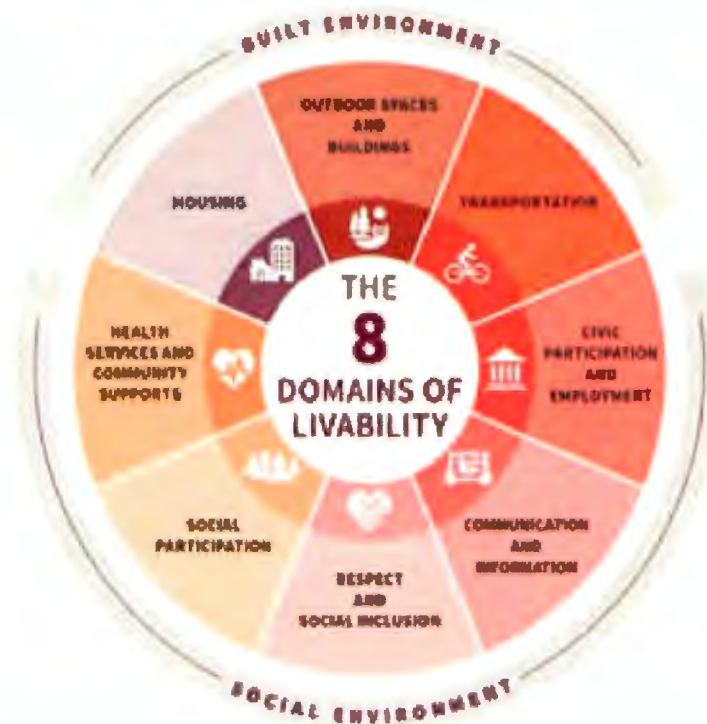 BUILT ENVIRONMENT
OUTDOOR SPACES
AND
BUILDINGS
TRANSPORTATION
CIVIC
PARTICIPATION
AND
EMPLOYMENT
COMMUNICATION
AND
INFORMATION
RESPECT
AND
SOCIAL INCLUSION
SOCIAL
PARTICIPATION
HEALTH
SERVICES AND
COMMUNITY
SUPPORTS
HOUSING
THE
8
DOMAINS OF
LIVABILITY
SOCIAL ENVIRONMENT